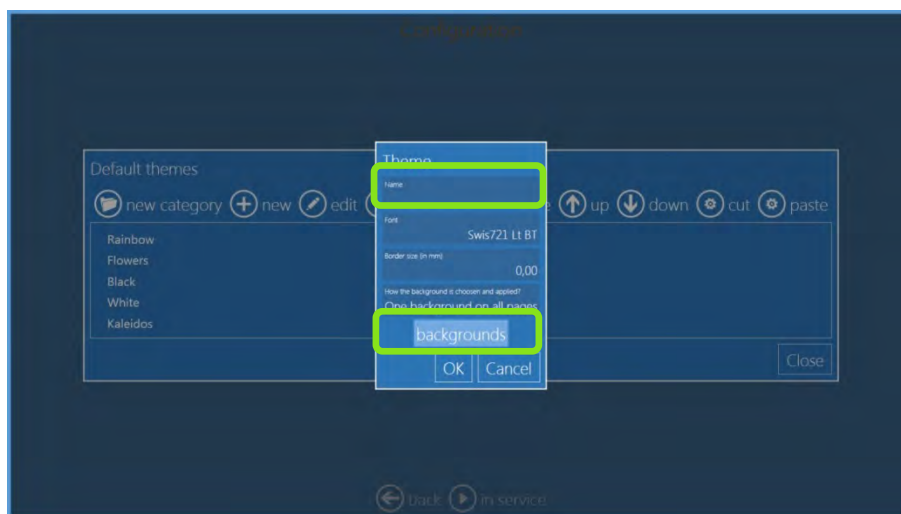 Configuration
Default themes
Theme
new category new edit e up down cut paste
Name
Rainbow
Flowers
Black
White
Kaleidos
Font
Swis721 Lt BT
Border size (in mm)
0,00
How the background is choosen and applied?
One background on all pages
backgrounds
OK Cancel
Close
back in service